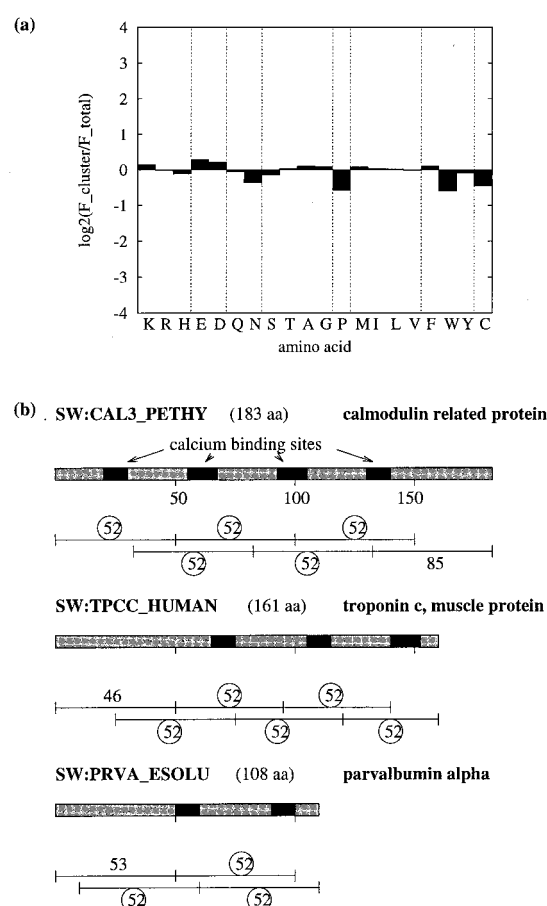 (a)
4
3
2
1
0
-1
-2
-3
-4
log2(F_cluster/F_total)
K R H E D Q N S T A G P M I L V F W Y C
amino acid
(b)
SW:CAL3_PETHY (183 aa) calmodulin related protein
calcium binding sites
50 100 150
52 52 52
52 52 85
SW:TPCC_HUMAN (161 aa) troponin c, muscle protein
46 52 52
52 52 52
SW:PRVA_ESOLU (108 aa) parvalbumin alpha
53 52
52 52